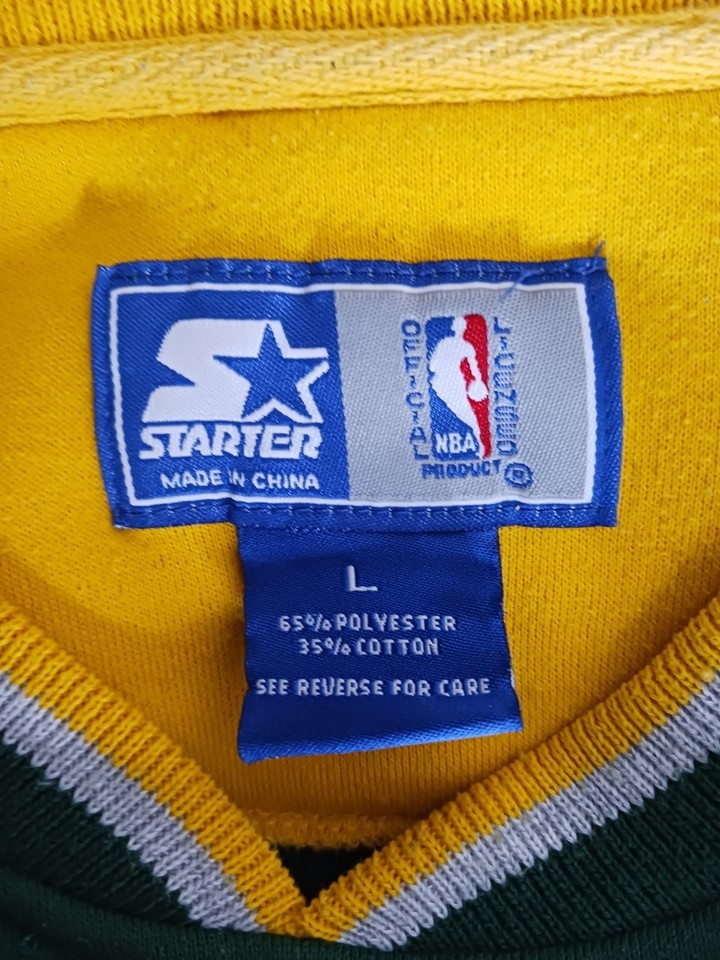 STARTER
MADE IN CHINA
OFFICIAL
NBA
LICENSED
PRODUCT ®
L
65% POLYESTER
35% COTTON
SEE REVERSE FOR CARE